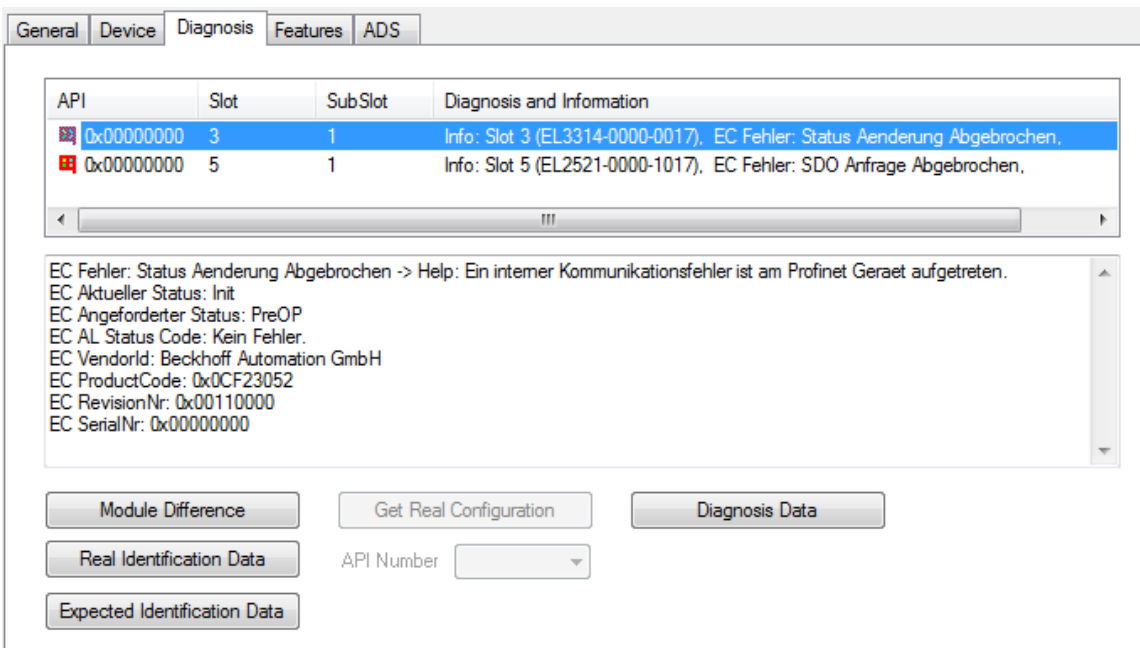 General Device Diagnosis Features ADS
API Slot SubSlot Diagnosis and Information
0x00000000 3 1 Info: Slot 3 (EL3314-0000-0017), EC Fehler: Status Aenderung Abgebrochen,
0x00000000 5 1 Info: Slot 5 (EL2521-0000-1017), EC Fehler: SDO Anfrage Abgebrochen,
EC Fehler: Status Aenderung Abgebrochen -> Help: Ein interner Kommunikationsfehler ist am Profinet Geraet aufgetreten.
EC Aktueller Status: Init
EC Angeforderter Status: PreOP
EC AL Status Code: Kein Fehler.
EC VendorId: Beckhoff Automation GmbH
EC ProductCode: 0x0CF23052
EC RevisionNr: 0x00110000
EC SerialNr: 0x00000000
Module Difference Get Real Configuration Diagnosis Data
Real Identification Data API Number
Expected Identification Data